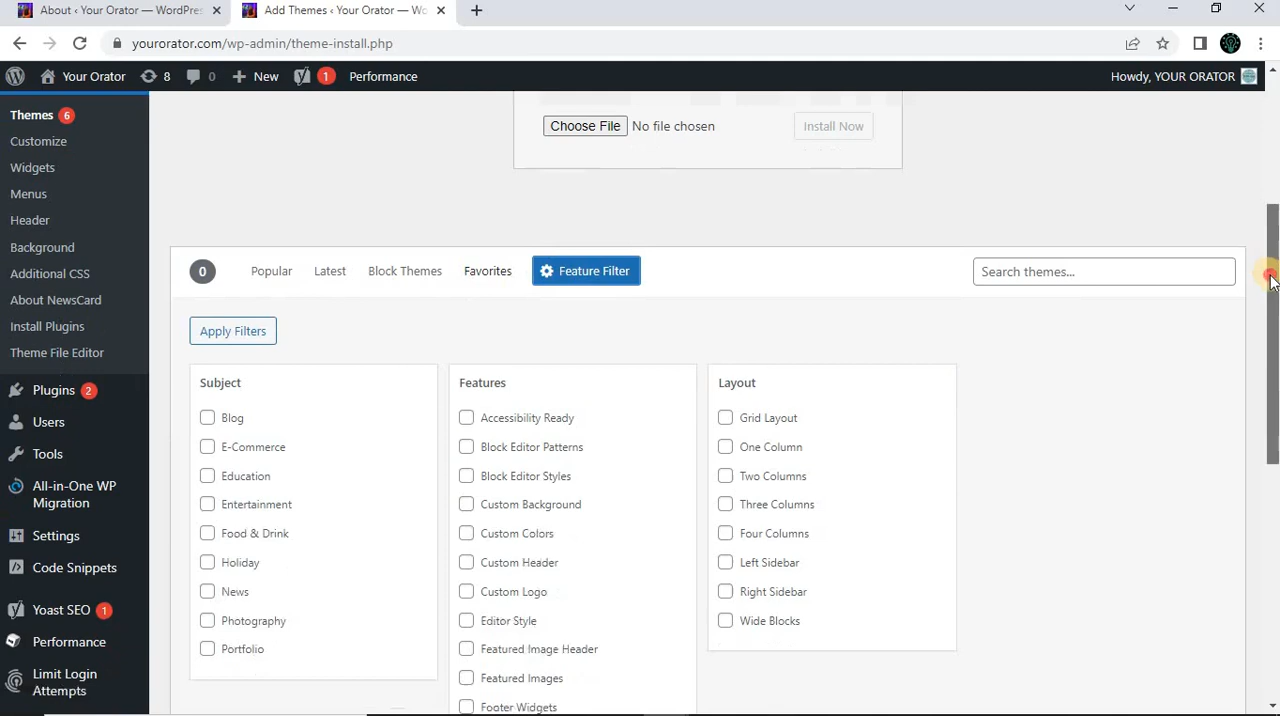 About ‹ Your Orator — WordPres
Add Themes ‹ Your Orator — Wo
yourorator.com/wp-admin/theme-install.php
Your Orator
8
0
New
1
Performance
Howdy, YOUR ORATOR
Themes 6
Customize
Widgets
Menus
Header
Background
Additional CSS
About NewsCard
Install Plugins
Theme File Editor
Plugins 2
Users
Tools
All-in-One WP
Migration
Settings
Code Snippets
Yoast SEO 1
Performance
Limit Login
Attempts
Choose File No file chosen
Install Now
0
Popular
Latest
Block Themes
Favorites
Feature Filter
Search themes...
Apply Filters
Subject
Blog
E-Commerce
Education
Entertainment
Food & Drink
Holiday
News
Photography
Portfolio
Features
Accessibility Ready
Block Editor Patterns
Block Editor Styles
Custom Background
Custom Colors
Custom Header
Custom Logo
Editor Style
Featured Image Header
Featured Images
Footer Widgets
Layout
Grid Layout
One Column
Two Columns
Three Columns
Four Columns
Left Sidebar
Right Sidebar
Wide Blocks